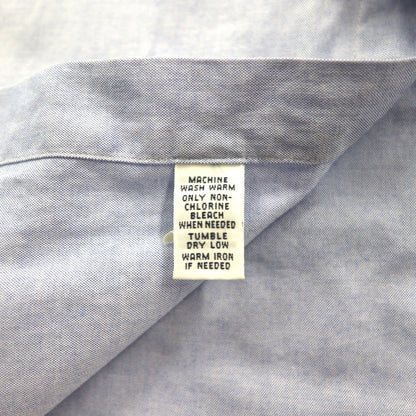 MACHINE
WASH WARM
ONLY NON-
CHLORINE
BLEACH
WHEN NEEDED
TUMBLE
DRY LOW
WARM IRON
IF NEEDED